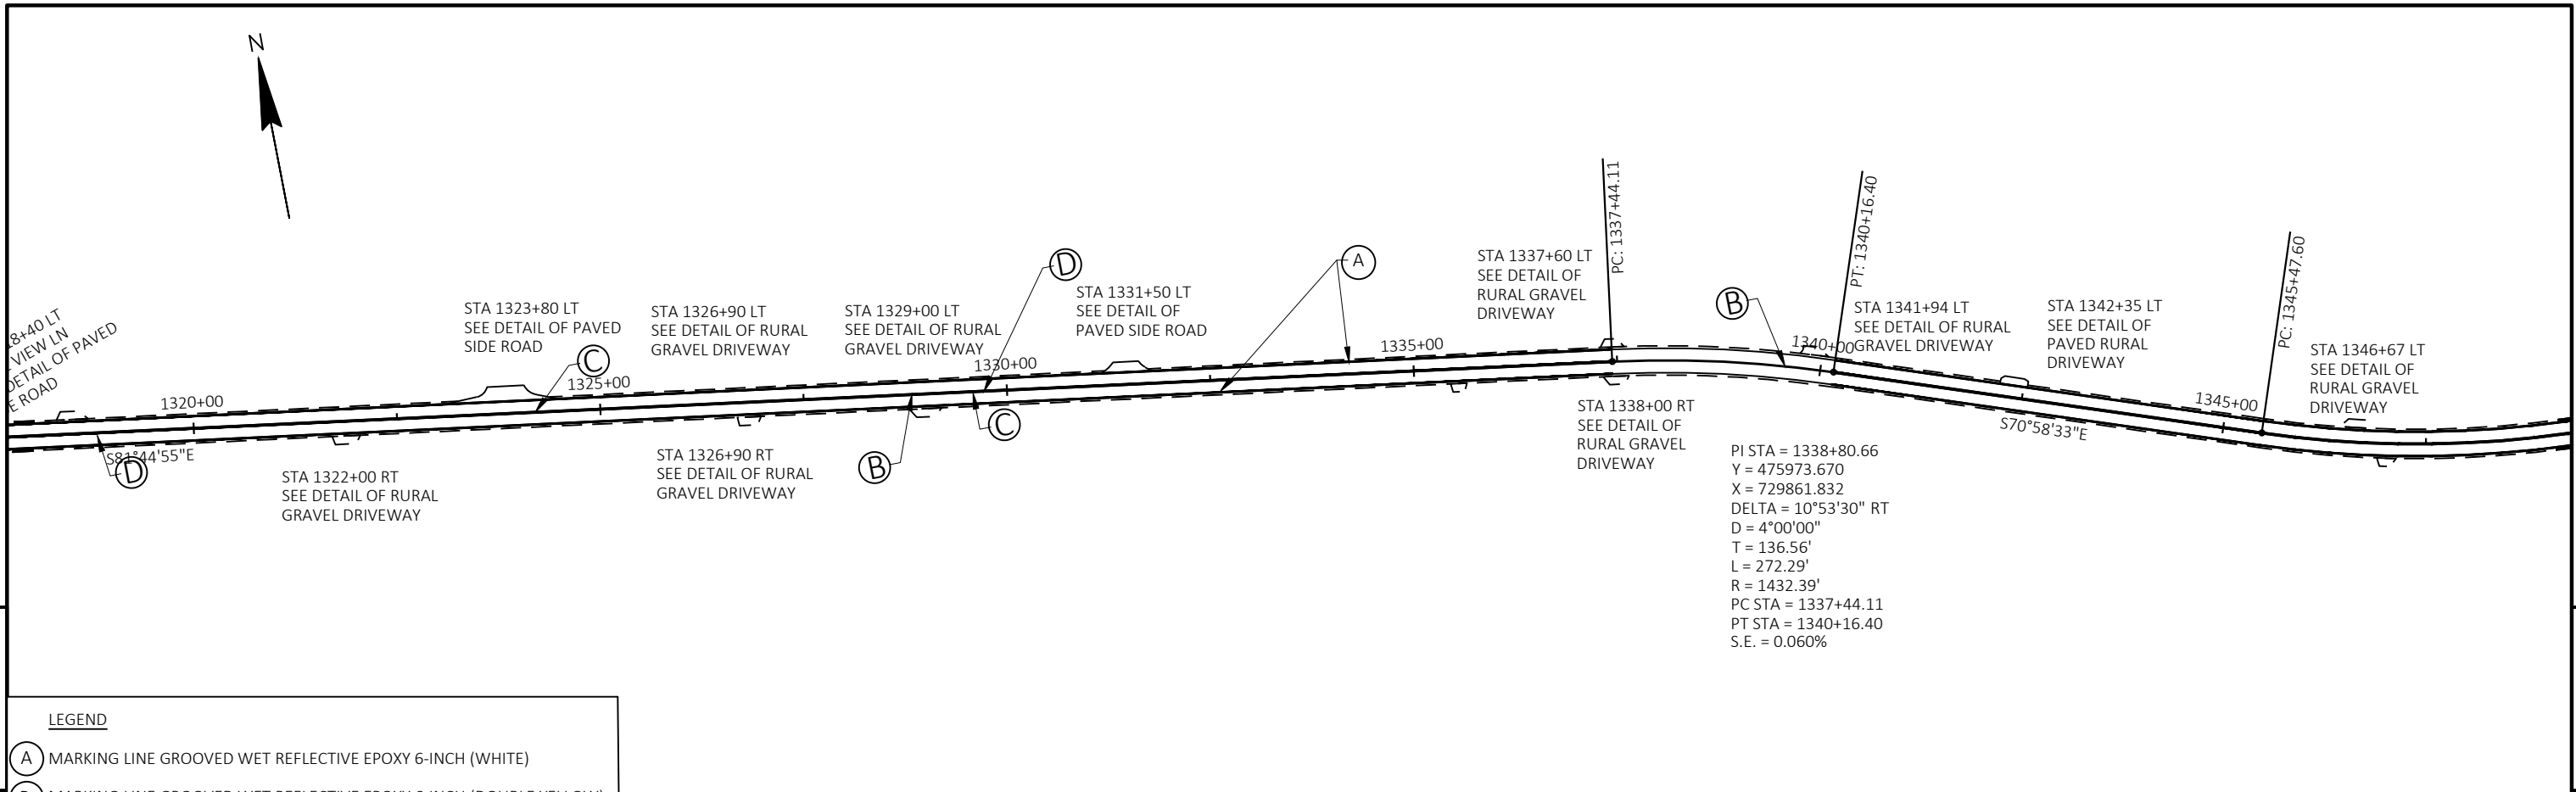 N
18+40 LT
VIEW LN
DETAIL OF PAVED
E ROAD
1320+00
S81°44'55"E
D
STA 1322+00 RT
SEE DETAIL OF RURAL
GRAVEL DRIVEWAY
STA 1323+80 LT
SEE DETAIL OF PAVED
SIDE ROAD
C
1325+00
STA 1326+90 LT
SEE DETAIL OF RURAL
GRAVEL DRIVEWAY
STA 1326+90 RT
SEE DETAIL OF RURAL
GRAVEL DRIVEWAY
B
STA 1329+00 LT
SEE DETAIL OF RURAL
GRAVEL DRIVEWAY
1330+00
C
D
STA 1331+50 LT
SEE DETAIL OF
PAVED SIDE ROAD
A
1335+00
STA 1337+60 LT
SEE DETAIL OF
RURAL GRAVEL
DRIVEWAY
PC: 1337+44.11
STA 1338+00 RT
SEE DETAIL OF
RURAL GRAVEL
DRIVEWAY
B
1340+00
PT: 1340+16.40
PI STA = 1338+80.66
Y = 475973.670
X = 729861.832
DELTA = 10°53'30" RT
D = 4°00'00"
T = 136.56'
L = 272.29'
R = 1432.39'
PC STA = 1337+44.11
PT STA = 1340+16.40
S.E. = 0.060%
STA 1341+94 LT
SEE DETAIL OF RURAL
GRAVEL DRIVEWAY
STA 1342+35 LT
SEE DETAIL OF
PAVED RURAL
DRIVEWAY
S70°58'33"E
1345+00
PC: 1345+47.60
STA 1346+67 LT
SEE DETAIL OF
RURAL GRAVEL
DRIVEWAY
LEGEND
A MARKING LINE GROOVED WET REFLECTIVE EPOXY 6-INCH (WHITE)